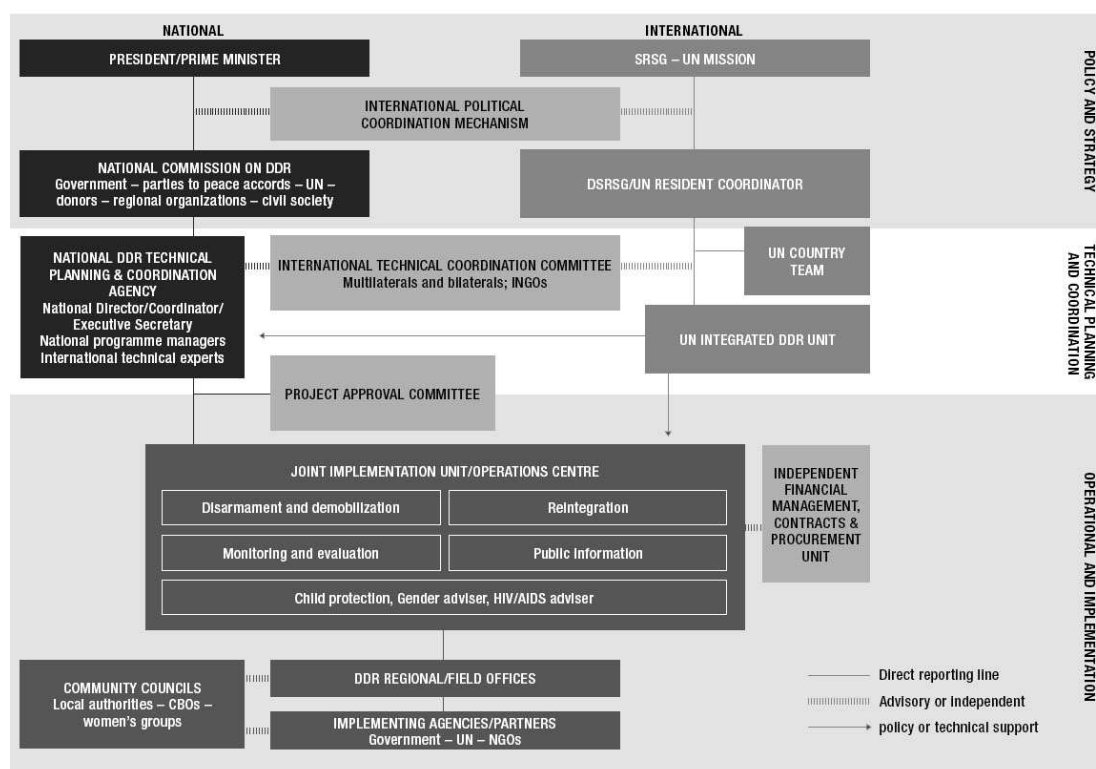 NATIONAL
INTERNATIONAL
PRESIDENT/PRIME MINISTER
SRSG – UN MISSION
INTERNATIONAL POLITICAL
COORDINATION MECHANISM
NATIONAL COMMISSION ON DDR
Government – parties to peace accords – UN –
donors – regional organizations – civil society
DSRSG/UN RESIDENT COORDINATOR
POLICY AND STRATEGY
NATIONAL DDR TECHNICAL
PLANNING & COORDINATION
AGENCY
National Director/Coordinator/
Executive Secretary
National programme managers
International technical experts
INTERNATIONAL TECHNICAL COORDINATION COMMITTEE
Multilaterals and bilaterals; INGOs
UN COUNTRY
TEAM
UN INTEGRATED DDR UNIT
TECHNICAL PLANNING
AND COORDINATION
PROJECT APPROVAL COMMITTEE
JOINT IMPLEMENTATION UNIT/OPERATIONS CENTRE
Disarmament and demobilization
Reintegration
Monitoring and evaluation
Public information
Child protection, Gender adviser, HIV/AIDS adviser
INDEPENDENT
FINANCIAL
MANAGEMENT,
CONTRACTS &
PROCUREMENT
UNIT
COMMUNITY COUNCILS
Local authorities – CBOs –
women's groups
DDR REGIONAL/FIELD OFFICES
IMPLEMENTING AGENCIES/PARTNERS
Government – UN – NGOs
Direct reporting line
Advisory or independent
policy or technical support
OPERATIONAL AND IMPLEMENTATION